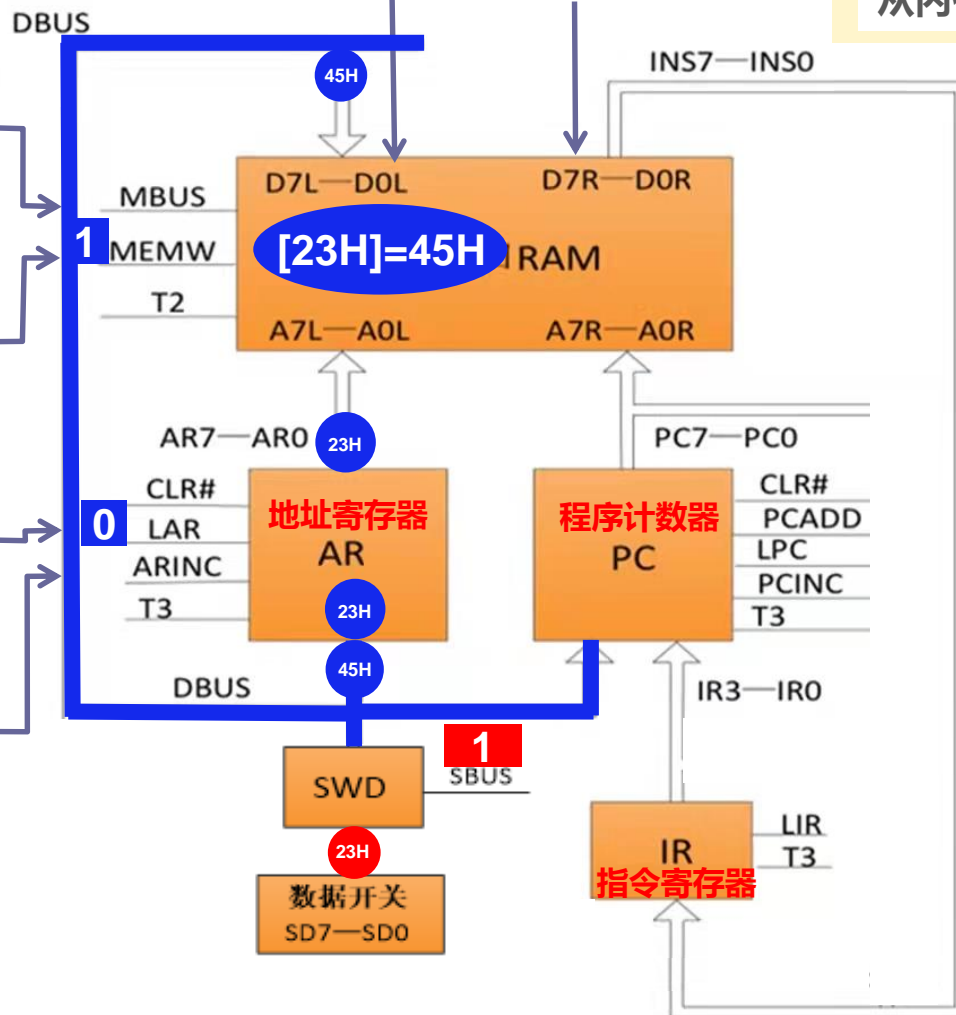 DBUS
45H
INS7—INS0
D7L—D0L
D7R—D0R
MBUS
1
MEMW
[23H]=45H
RAM
T2
A7L—A0L
A7R—A0R
AR7—AR0
23H
PC7—PC0
CLR#
0
LAR
ARINC
T3
地址寄存器
AR
23H
程序计数器
PC
CLR#
PCADD
LPC
PCINC
T3
45H
DBUS
IR3—IR0
1
SBUS
SWD
23H
数据开关
SD7—SD0
IR
指令寄存器
LIR
T3